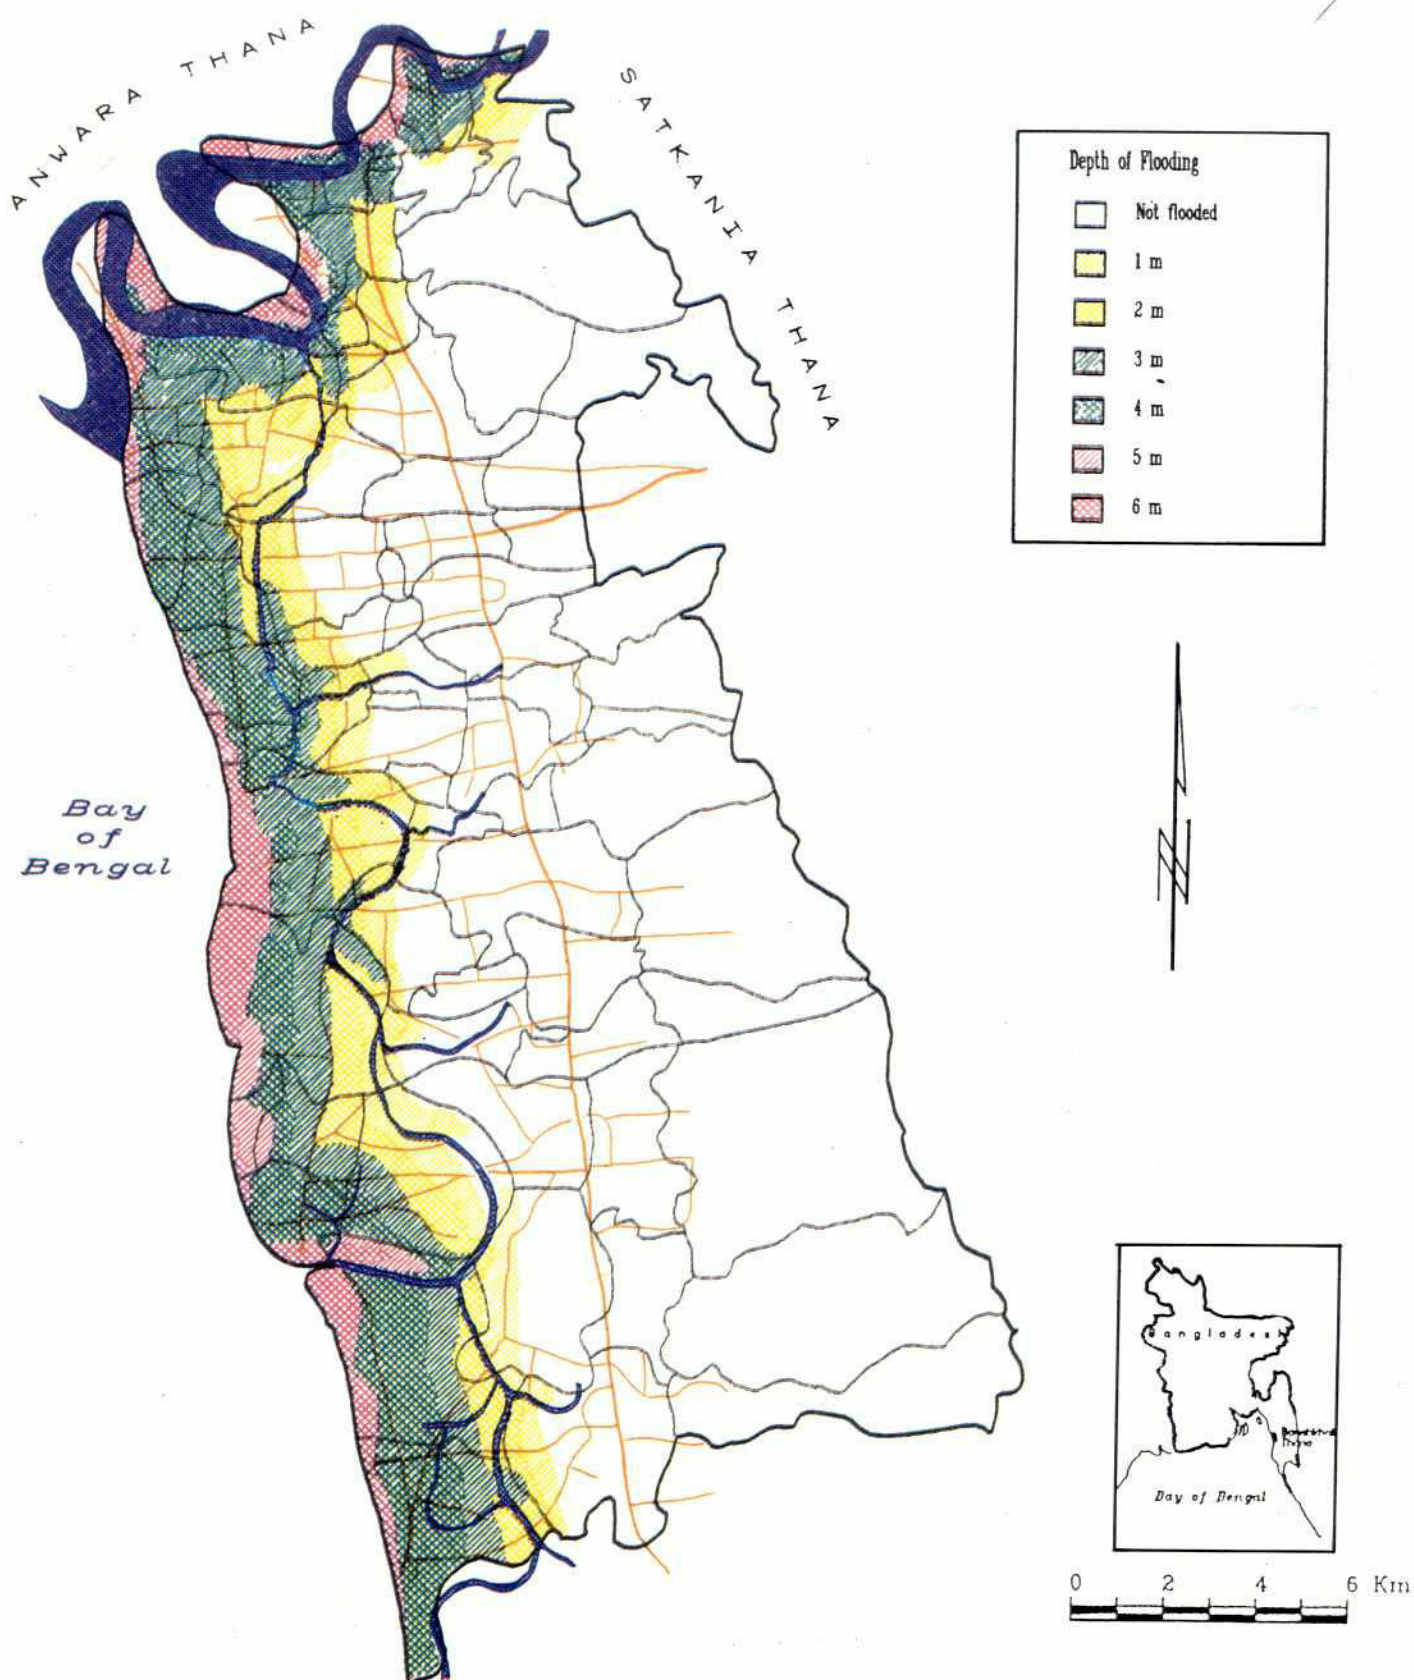 ANWARA THANA
SATKANIA THANA
Depth of Flooding
Not flooded
1 m
2 m
3 m
4 m
5 m
6 m
Bay
of
Bengal
N
Bangladesh
Thana
Bay of Bengal
0 2 4 6 Km